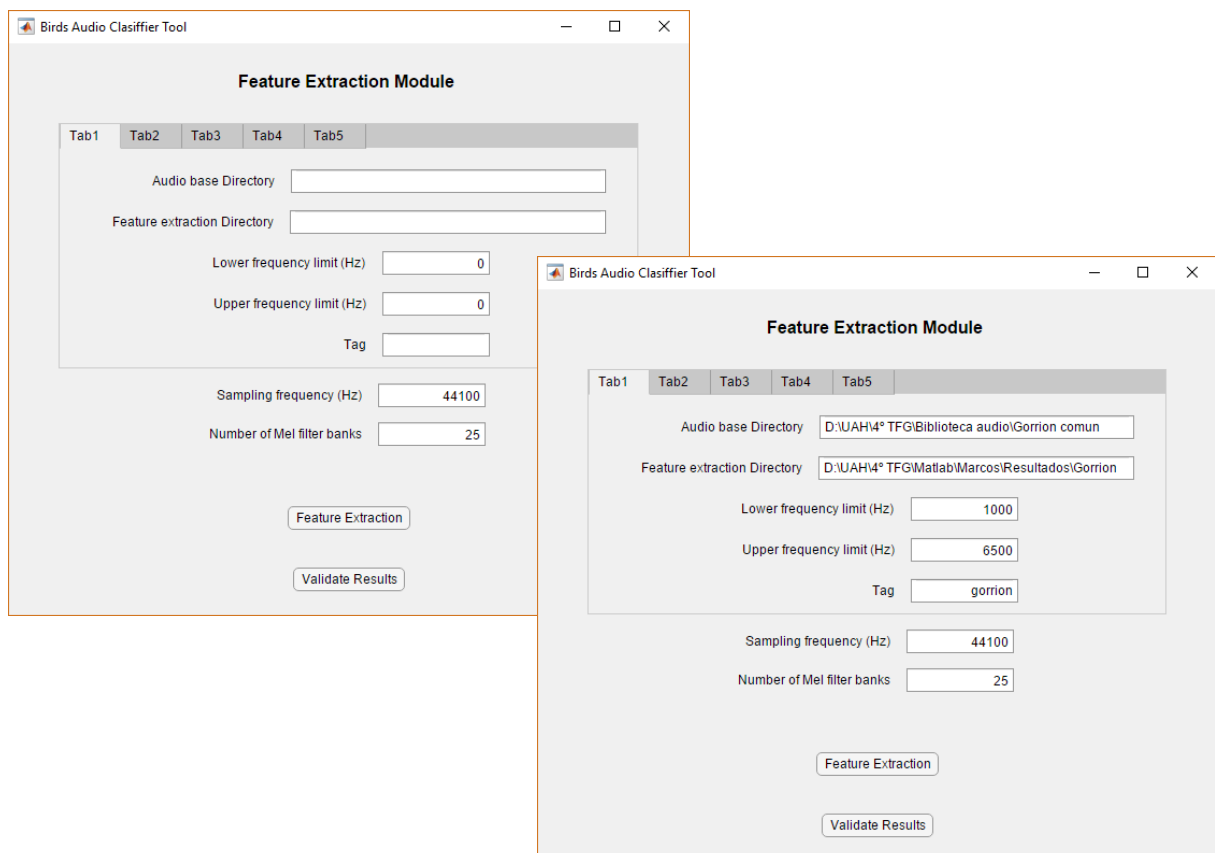 Birds Audio Clasiffier Tool
Feature Extraction Module
Tab1 Tab2 Tab3 Tab4 Tab5
Audio base Directory
Feature extraction Directory
Lower frequency limit (Hz) 0
Upper frequency limit (Hz) 0
Tag
Sampling frequency (Hz) 44100
Number of Mel filter banks 25
Feature Extraction
Validate Results
Birds Audio Clasiffier Tool
Feature Extraction Module
Tab1 Tab2 Tab3 Tab4 Tab5
Audio base Directory D:\UAH\4º TFG\Biblioteca audio\Gorrion comun
Feature extraction Directory D:\UAH\4º TFG\Matlab\Marcos\Resultados\Gorrion
Lower frequency limit (Hz) 1000
Upper frequency limit (Hz) 6500
Tag gorrion
Sampling frequency (Hz) 44100
Number of Mel filter banks 25
Feature Extraction
Validate Results